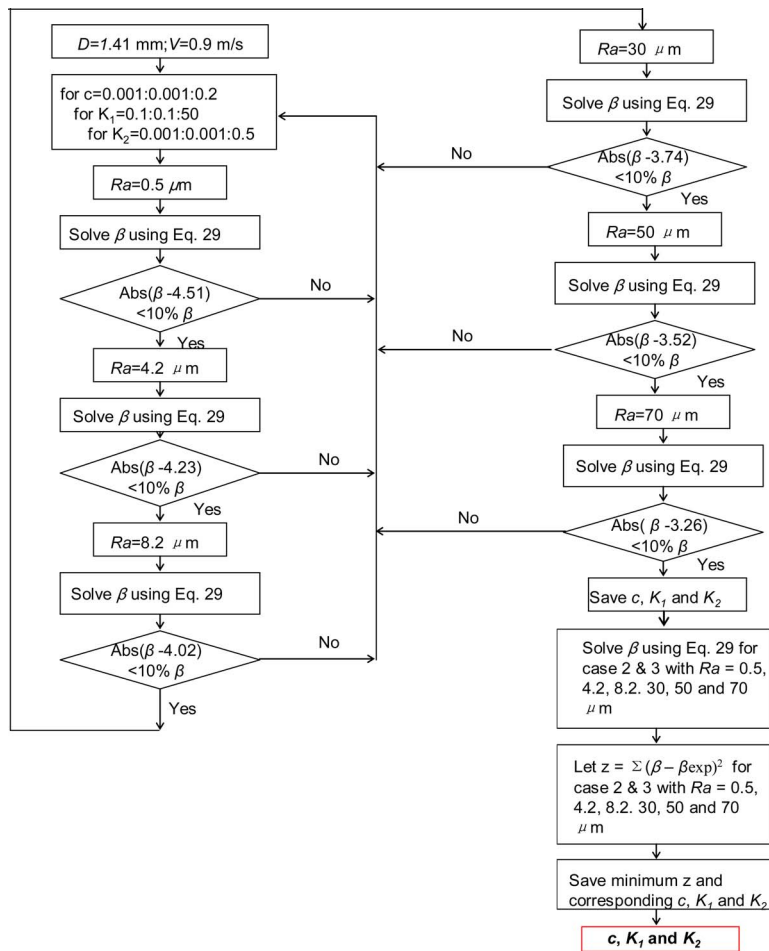 D=1.41 mm;V=0.9 m/s
for c=0.001:0.001:0.2
for K₁=0.1:0.1:50
for K₂=0.001:0.001:0.5
Ra=0.5 μm
Solve β using Eq. 29
Abs(β-4.51)
<10% β
No
Yes
Ra=4.2 μm
Solve β using Eq. 29
Abs(β-4.23)
<10% β
No
Yes
Ra=8.2 μm
Solve β using Eq. 29
Abs(β-4.02)
<10% β
No
Yes
Ra=30 μm
Solve β using Eq. 29
Abs(β-3.74)
<10% β
No
Yes
Ra=50 μm
Solve β using Eq. 29
Abs(β-3.52)
<10% β
No
Yes
Ra=70 μm
Solve β using Eq. 29
Abs( β-3.26)
<10% β
No
Yes
Save c, K₁ and K₂
Solve β using Eq. 29 for
case 2 & 3 with Ra = 0.5,
4.2, 8.2. 30, 50 and 70
μm
Let z = Σ(β – βexp)² for
case 2 & 3 with Ra = 0.5,
4.2, 8.2. 30, 50 and 70
μm
Save minimum z and
corresponding c, K₁ and K₂
c, K₁ and K₂